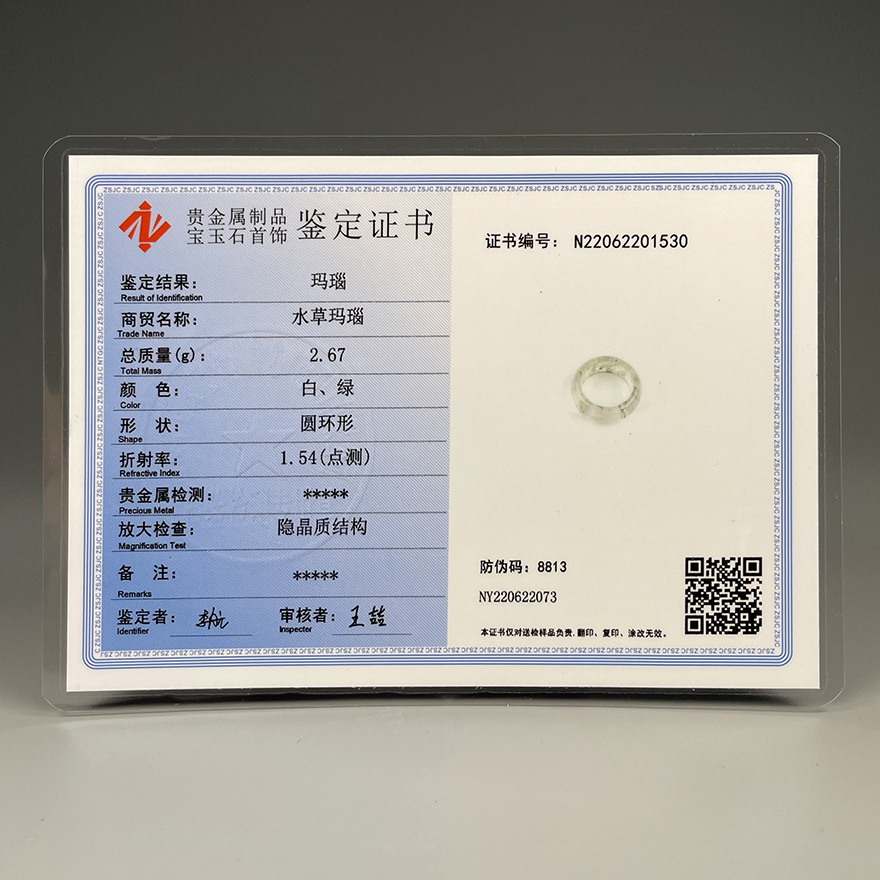 贵金属制品
宝玉石首饰 鉴定证书
鉴定结果: 玛瑙
Result of Identification
商贸名称: 水草玛瑙
Trade Name
总质量(g): 2.67
Total Mass
颜 色: 白、绿
Color
形 状: 圆环形
Shape
折射率: 1.54(点测)
Refractive Index
贵金属检测: *****
Precious Metal
放大检查: 隐晶质结构
Magnification Test
备 注: *****
Remarks
鉴定者: 审核者: 王喆
Identifier Inspecter
证书编号: N22062201530
防伪码: 8813
NY220622073
本证书仅对送检样品负责,翻印、复印、涂改无效。